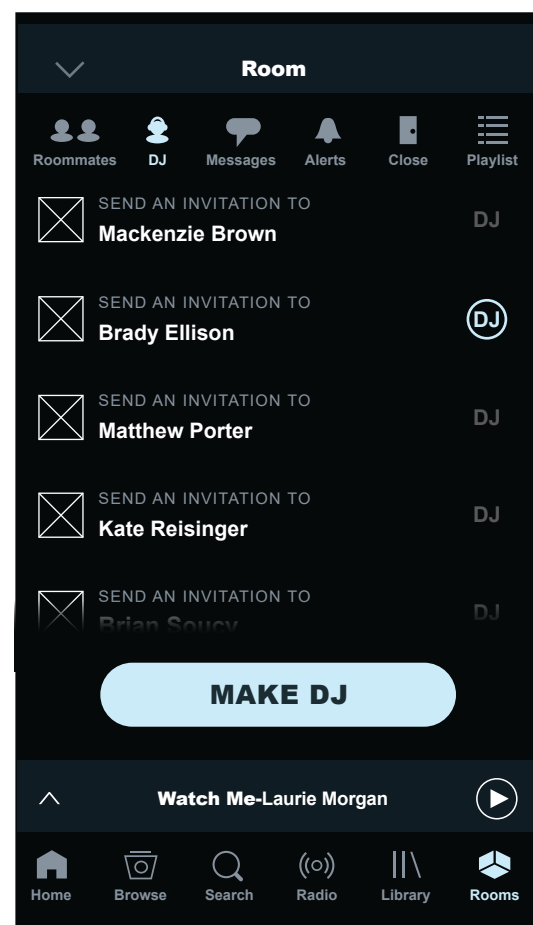 Room
Roommates DJ Messages Alerts Close Playlist
SEND AN INVITATION TO
Mackenzie Brown DJ
SEND AN INVITATION TO
Brady Ellison DJ
SEND AN INVITATION TO
Matthew Porter DJ
SEND AN INVITATION TO
Kate Reisinger DJ
SEND AN INVITATION TO
Brian Soucy DJ
MAKE DJ
Watch Me-Laurie Morgan
Home Browse Search Radio Library Rooms